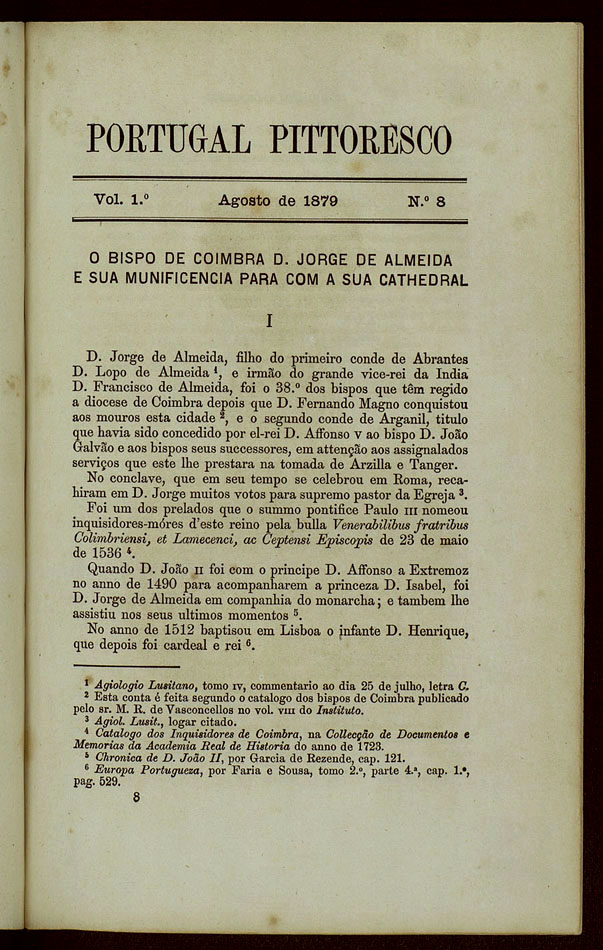 PORTUGAL PITTORESCO
Vol. 1.º Agosto de 1879 N.º 8
O BISPO DE COIMBRA D. JORGE DE ALMEIDA
E SUA MUNIFICENCIA PARA COM A SUA CATHEDRAL
I
D. Jorge de Almeida, filho do primeiro conde de Abrantes
D. Lopo de Almeida ¹, e irmão do grande vice-rei da India
D. Francisco de Almeida, foi o 38.º dos bispos que têm regido
a diocese de Coimbra depois que D. Fernando Magno conquistou
aos mouros esta cidade ², e o segundo conde de Arganil, titulo
que havia sido concedido por el-rei D. Affonso v ao bispo D. João
Galvão e aos bispos seus successores, em attenção aos assignalados
serviços que este lhe prestara na tomada de Arzilla e Tanger.
No conclave, que em seu tempo se celebrou em Roma, reca-
hiram em D. Jorge muitos votos para supremo pastor da Egreja ³.
Foi um dos prelados que o summo pontifice Paulo III nomeou
inquisidores-móres d'este reino pela bulla Venerabilibus fratribus
Colimbriensi, et Lamecenci, ac Ceptensi Episcopis de 23 de maio
de 1536 ⁴.
Quando D. João II foi com o principe D. Affonso a Extremoz
no anno de 1490 para acompanharem a princeza D. Isabel, foi
D. Jorge de Almeida em companhia do monarcha; e tambem lhe
assistiu nos seus ultimos momentos ⁵.
No anno de 1512 baptisou em Lisboa o infante D. Henrique,
que depois foi cardeal e rei ⁶.
¹ Agiologio Lusitano, tomo IV, commentario ao dia 25 de julho, letra C.
² Esta conta é feita segundo o catalogo dos bispos de Coimbra publicado
pelo sr. M. R. de Vasconcellos no vol. VIII do Instituto.
³ Agiol. Lusit., logar citado.
⁴ Catalogo dos Inquisidores de Coimbra, na Collecção de Documentos e
Memorias da Academia Real de Historia do anno de 1723.
⁵ Chronica de D. João II, por Garcia de Rezende, cap. 121.
⁶ Europa Portugueza, por Faria e Sousa, tomo 2.º, parte 4.ª, cap. 1.º,
pag. 529.
8